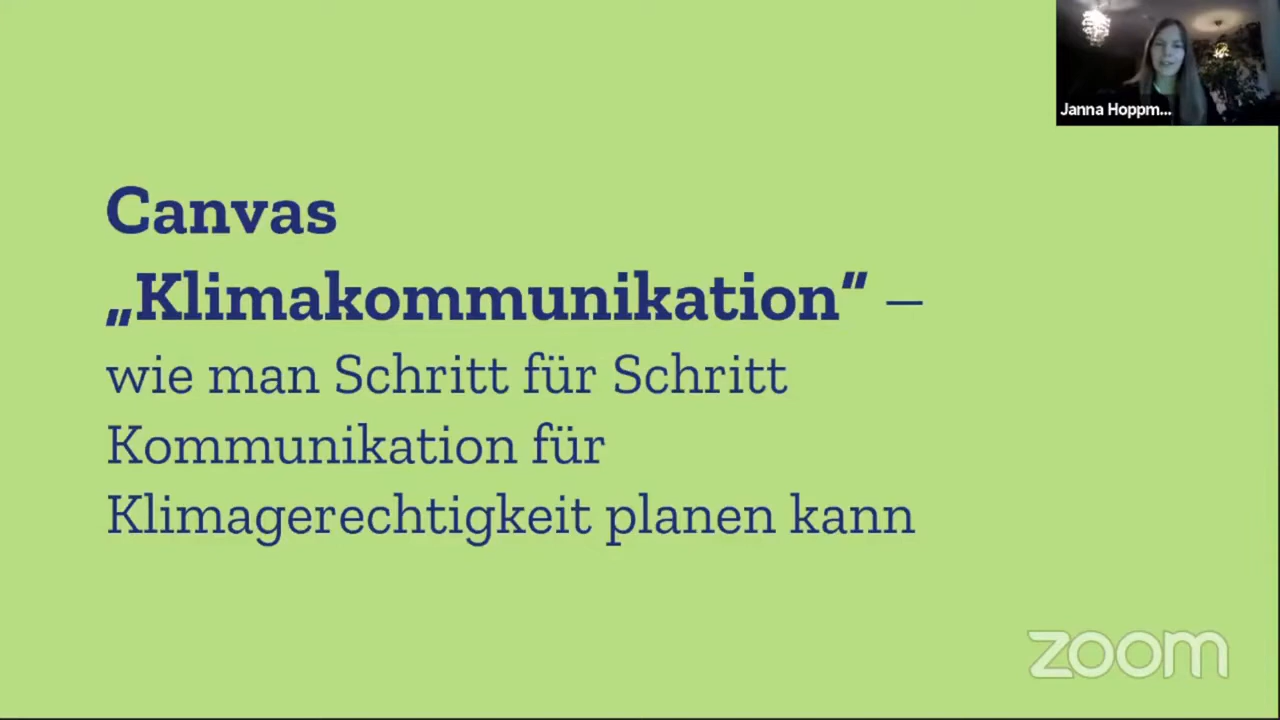 Janna Hoppm...
Canvas
„Klimakommunikation“ –
wie man Schritt für Schritt
Kommunikation für
Klimagerechtigkeit planen kann
zoom